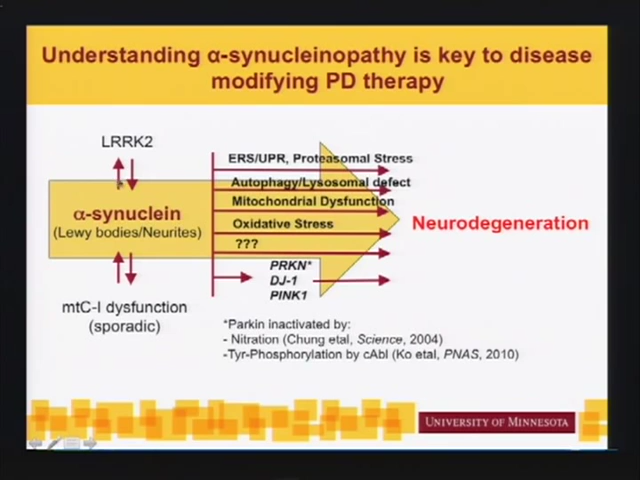 Understanding α-synucleinopathy is key to disease
modifying PD therapy
LRRK2
ERS/UPR, Proteasomal Stress
Autophagy/Lysosomal defect
α-synuclein
Mitochondrial Dysfunction
(Lewy bodies/Neurites)
Oxidative Stress
Neurodegeneration
???
PRKN*
DJ-1
PINK1
mtC-I dysfunction
(sporadic)
*Parkin inactivated by:
- Nitration (Chung etal, Science, 2004)
-Tyr-Phosphorylation by cAbl (Ko etal, PNAS, 2010)
UNIVERSITY OF MINNESOTA